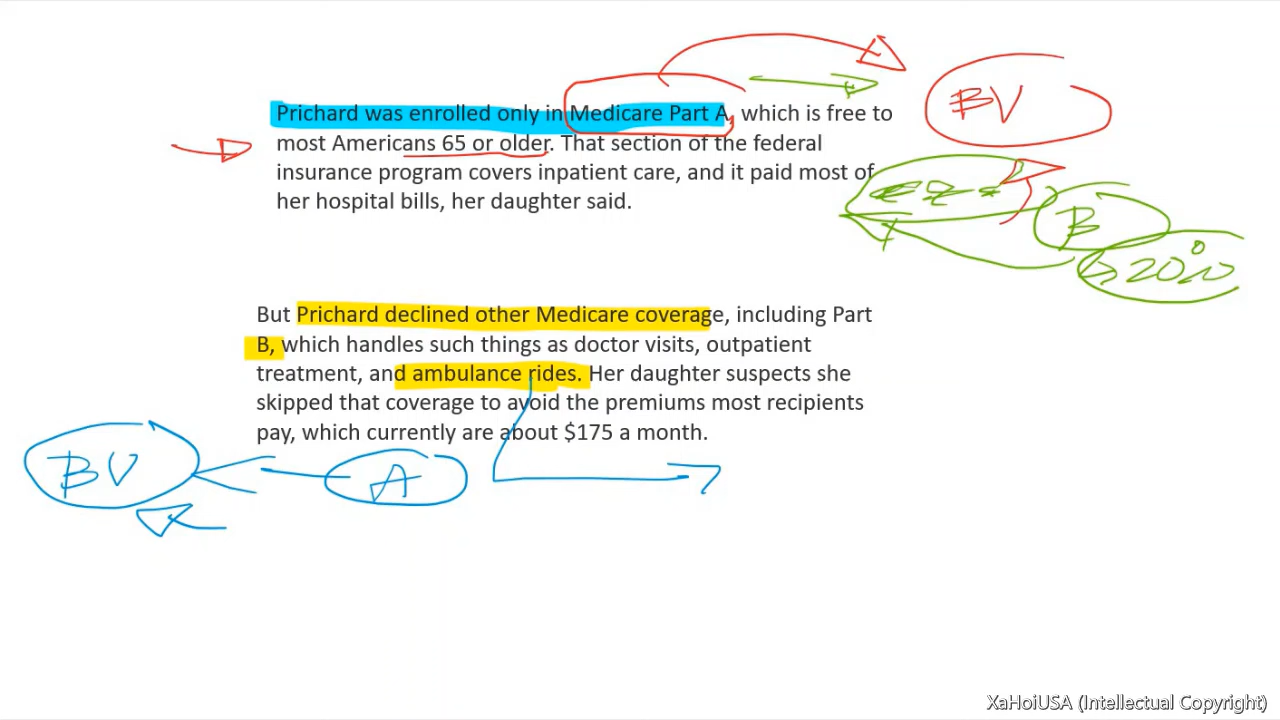 Prichard was enrolled only in Medicare Part A, which is free to
most Americans 65 or older. That section of the federal
insurance program covers inpatient care, and it paid most of
her hospital bills, her daughter said.
BV
B
20%
But Prichard declined other Medicare coverage, including Part
B, which handles such things as doctor visits, outpatient
treatment, and ambulance rides. Her daughter suspects she
skipped that coverage to avoid the premiums most recipients
pay, which currently are about $175 a month.
BV
A
XaHoiUSA (Intellectual Copyright)